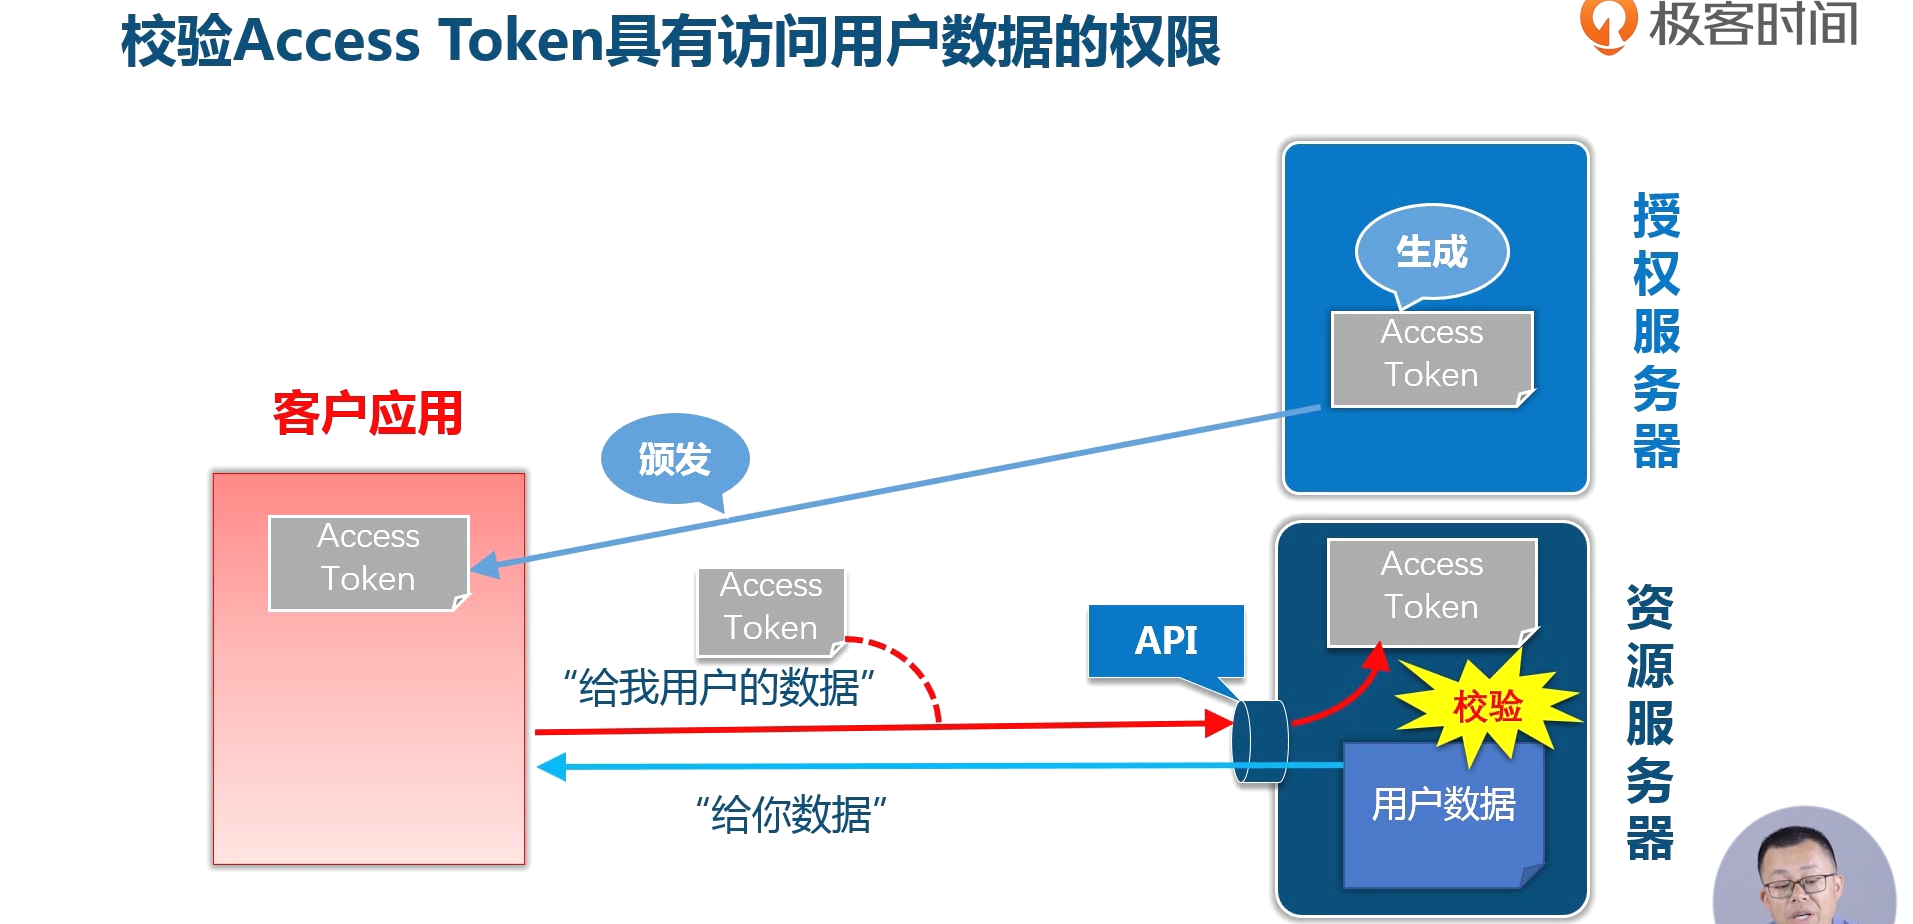 校验Access Token具有访问用户数据的权限
极客时间
生成
Access
Token
授权服务器
客户应用
颁发
Access
Token
Access
Token
“给我用户的数据”
API
Access
Token
校验
资源服务器
用户数据
“给你数据”